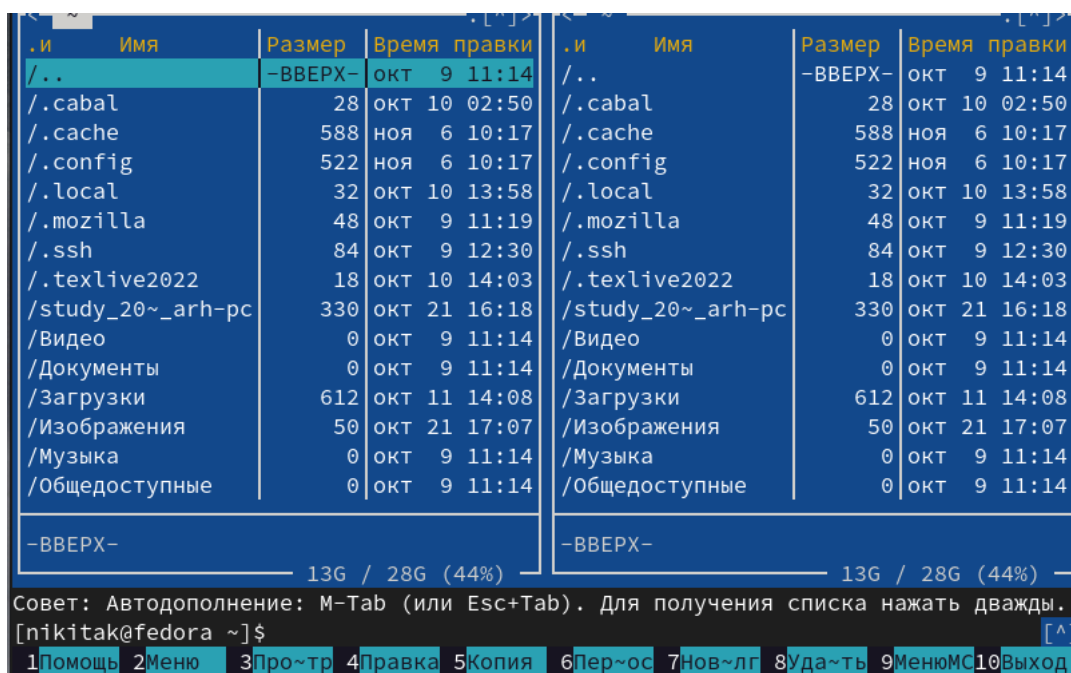 <- ~ .[^]> <- ~ .[^]>
.и Имя Размер Время правки .и Имя Размер Время правки
/.. -ВВЕРХ- окт 9 11:14 /.. -ВВЕРХ- окт 9 11:14
/.cabal 28 окт 10 02:50 /.cabal 28 окт 10 02:50
/.cache 588 ноя 6 10:17 /.cache 588 ноя 6 10:17
/.config 522 ноя 6 10:17 /.config 522 ноя 6 10:17
/.local 32 окт 10 13:58 /.local 32 окт 10 13:58
/.mozilla 48 окт 9 11:19 /.mozilla 48 окт 9 11:19
/.ssh 84 окт 9 12:30 /.ssh 84 окт 9 12:30
/.texlive2022 18 окт 10 14:03 /.texlive2022 18 окт 10 14:03
/study_20~_arh-pc 330 окт 21 16:18 /study_20~_arh-pc 330 окт 21 16:18
/Видео 0 окт 9 11:14 /Видео 0 окт 9 11:14
/Документы 0 окт 9 11:14 /Документы 0 окт 9 11:14
/Загрузки 612 окт 11 14:08 /Загрузки 612 окт 11 14:08
/Изображения 50 окт 21 17:07 /Изображения 50 окт 21 17:07
/Музыка 0 окт 9 11:14 /Музыка 0 окт 9 11:14
/Общедоступные 0 окт 9 11:14 /Общедоступные 0 окт 9 11:14
-ВВЕРХ- -ВВЕРХ-
13G / 28G (44%) 13G / 28G (44%)
Совет: Автодополнение: M-Tab (или Esc+Tab). Для получения списка нажать дважды.
[nikitak@fedora ~]$ [^]
1Помощь 2Меню 3Про~тр 4Правка 5Копия 6Пер~ос 7Нов~лг 8Уда~ть 9МенюMC 10Выход